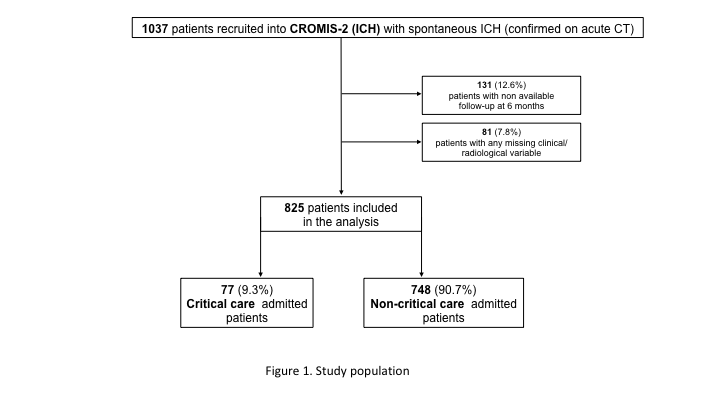 1037 patients recruited into CROMIS-2 (ICH) with spontaneous ICH (confirmed on acute CT)
131 (12.6%)
patients with non available
follow-up at 6 months
81 (7.8%)
patients with any missing clinical/
radiological variable
825 patients included
in the analysis
77 (9.3%)
Critical care admitted
patients
748 (90.7%)
Non-critical care admitted
patients
Figure 1. Study population